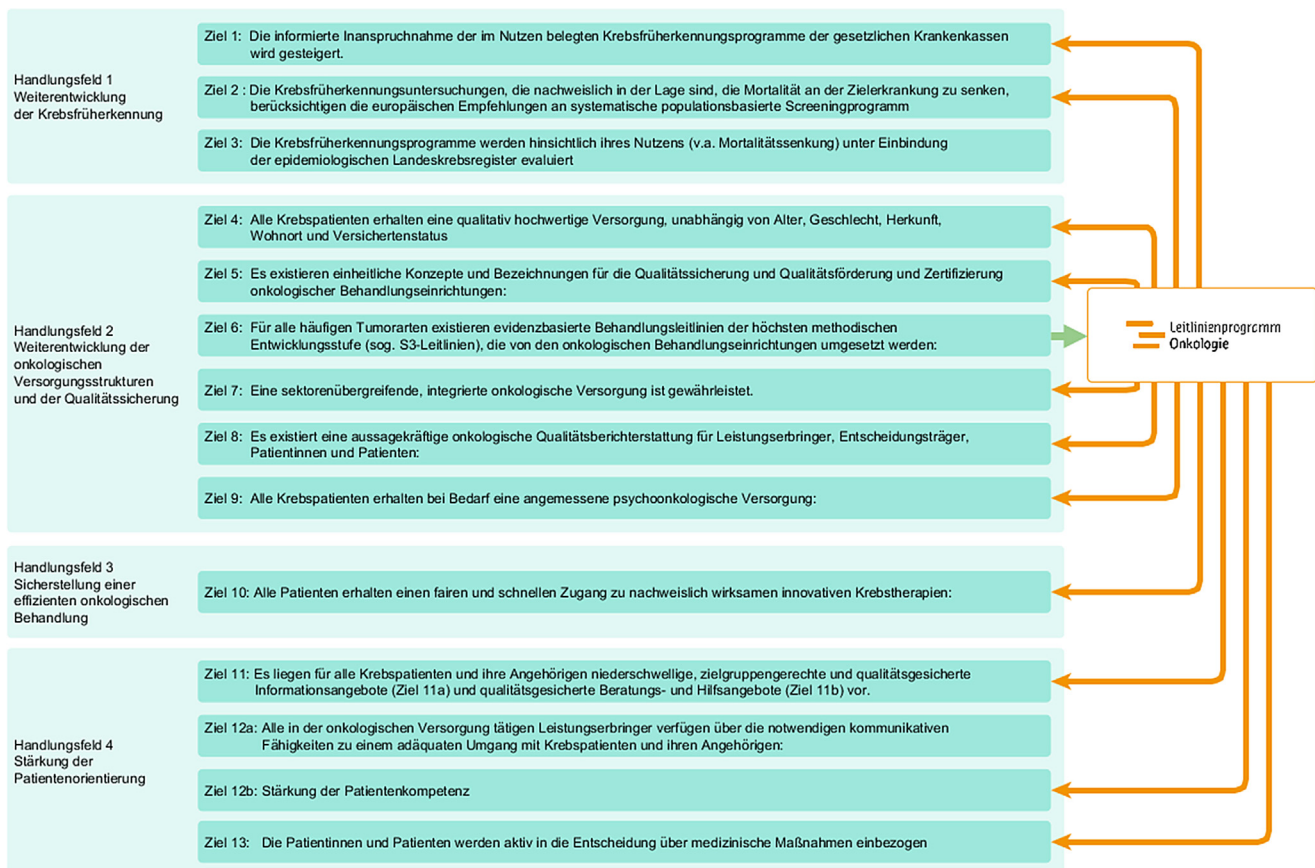 Handlungsfeld 1
Weiterentwicklung
der Krebsfrüherkennung
Ziel 1: Die informierte Inanspruchnahme der im Nutzen belegten Krebsfrüherkennungsprogramme der gesetzlichen Krankenkassen
wird gesteigert.
Ziel 2 : Die Krebsfrüherkennungsuntersuchungen, die nachweislich in der Lage sind, die Mortalität an der Zielerkrankung zu senken,
berücksichtigen die europäischen Empfehlungen an systematische populationsbasierte Screeningprogramm
Ziel 3: Die Krebsfrüherkennungsprogramme werden hinsichtlich ihres Nutzens (v.a. Mortalitätssenkung) unter Einbindung
der epidemiologischen Landeskrebsregister evaluiert
Handlungsfeld 2
Weiterentwicklung der
onkologischen
Versorgungsstrukturen
und der Qualitätssicherung
Ziel 4: Alle Krebspatienten erhalten eine qualitativ hochwertige Versorgung, unabhängig von Alter, Geschlecht, Herkunft,
Wohnort und Versichertenstatus
Ziel 5: Es existieren einheitliche Konzepte und Bezeichnungen für die Qualitätssicherung und Qualitätsförderung und Zertifizierung
onkologischer Behandlungseinrichtungen:
Ziel 6: Für alle häufigen Tumorarten existieren evidenzbasierte Behandlungsleitlinien der höchsten methodischen
Entwicklungsstufe (sog. S3-Leitlinien), die von den onkologischen Behandlungseinrichtungen umgesetzt werden:
Ziel 7: Eine sektorenübergreifende, integrierte onkologische Versorgung ist gewährleistet.
Ziel 8: Es existiert eine aussagekräftige onkologische Qualitätsberichterstattung für Leistungserbringer, Entscheidungsträger,
Patientinnen und Patienten:
Ziel 9: Alle Krebspatienten erhalten bei Bedarf eine angemessene psychoonkologische Versorgung:
Leitlinienprogramm
Onkologie
Handlungsfeld 3
Sicherstellung einer
effizienten onkologischen
Behandlung
Ziel 10: Alle Patienten erhalten einen fairen und schnellen Zugang zu nachweislich wirksamen innovativen Krebstherapien:
Handlungsfeld 4
Stärkung der
Patientenorientierung
Ziel 11: Es liegen für alle Krebspatienten und ihre Angehörigen niederschwellige, zielgruppengerechte und qualitätsgesicherte
Informationsangebote (Ziel 11a) und qualitätsgesicherte Beratungs- und Hilfsangebote (Ziel 11b) vor.
Ziel 12a: Alle in der onkologischen Versorgung tätigen Leistungserbringer verfügen über die notwendigen kommunikativen
Fähigkeiten zu einem adäquaten Umgang mit Krebspatienten und ihren Angehörigen:
Ziel 12b: Stärkung der Patientenkompetenz
Ziel 13: Die Patientinnen und Patienten werden aktiv in die Entscheidung über medizinische Maßnahmen einbezogen